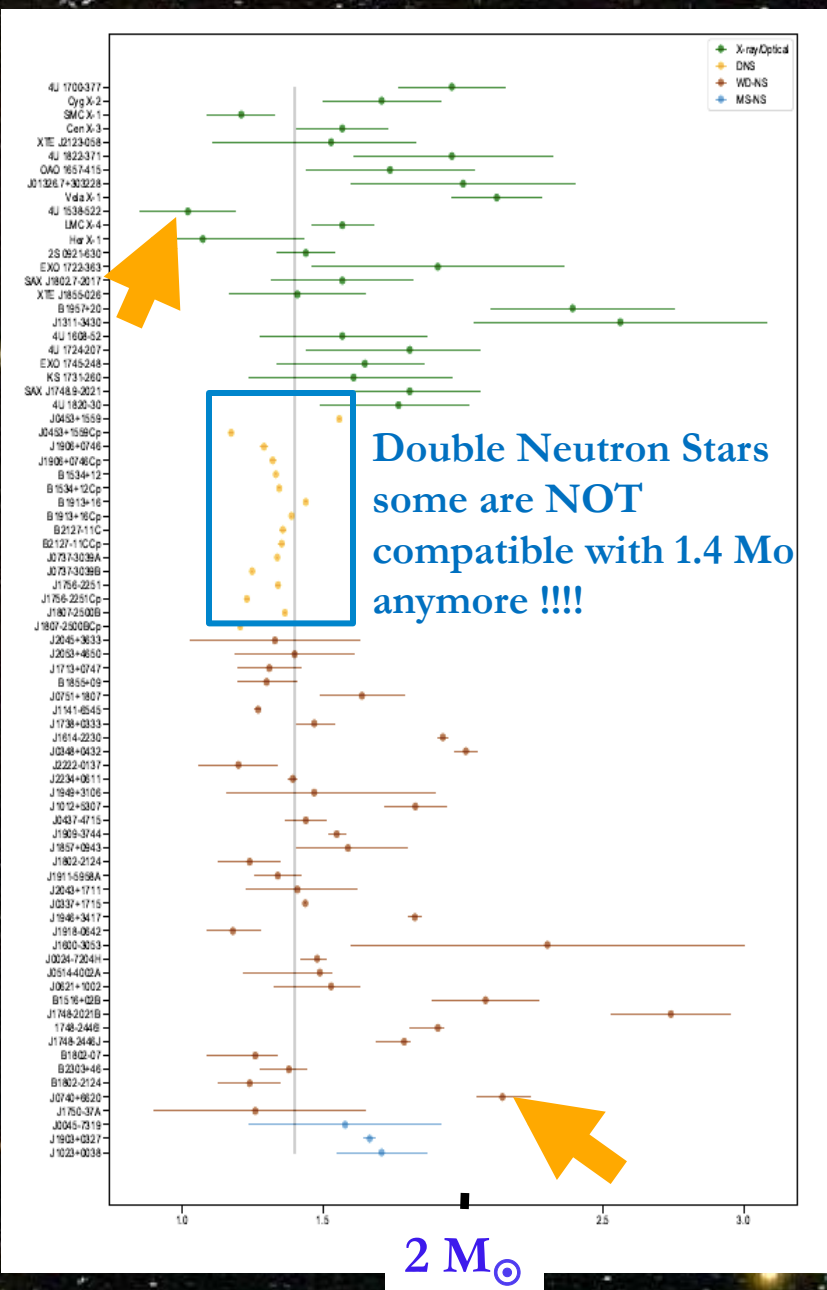 X-ray/Optical
DNS
WD-NS
MS-NS
4U 1700-377
Cyg X-2
SMC X-1
Cen X-3
XTE J2123-058
4U 1822-371
OAO 1657-415
J01326.7+303228
Vela X-1
4U 1538-522
LMC X-4
Her X-1
2S 0921-630
EXO 1722-363
SAX J1802.7-2017
XTE J1855-026
B1957+20
J1311-3430
4U 1608-52
4U 1724-207
EXO 1745-248
KS 1731-260
SAX J1748.9-2021
4U 1820-30
J0453+1559
J0453+1559Cp
J1906+0746
J1906+0746Cp
B1534+12
B1534+12Cp
B1913+16
B1913+16Cp
B2127-11C
B2127-11CCp
J0737-3039A
J0737-3039B
J1756-2251
J1756-2251Cp
J1807-2500B
J1807-2500BCp
Double Neutron Stars
some are NOT
compatible with 1.4 Mo
anymore !!!!
J2045+3633
J2053+4650
J1713+0747
B1855+09
J0751+1807
J1141-6545
J1738+0333
J1614-2230
J0348+0432
J2222-0137
J2234+0611
J1949+3106
J1012+5307
J0437-4715
J1909-3744
J1857+0943
J1802-2124
J1911-5958A
J2043+1711
J0337+1715
J1946+3417
J1918-0642
J1600-3053
J0024-7204H
J0514-4002A
J0621+1002
B1516+02B
J1748-2021B
1748-2446I
J1748-2446J
B1802-07
B2303+46
B1802-2124
J0740+6620
J1750-37A
J0045-7319
J1903+0327
J1023+0038
1.0 1.5 2.5 3.0
2 M☉